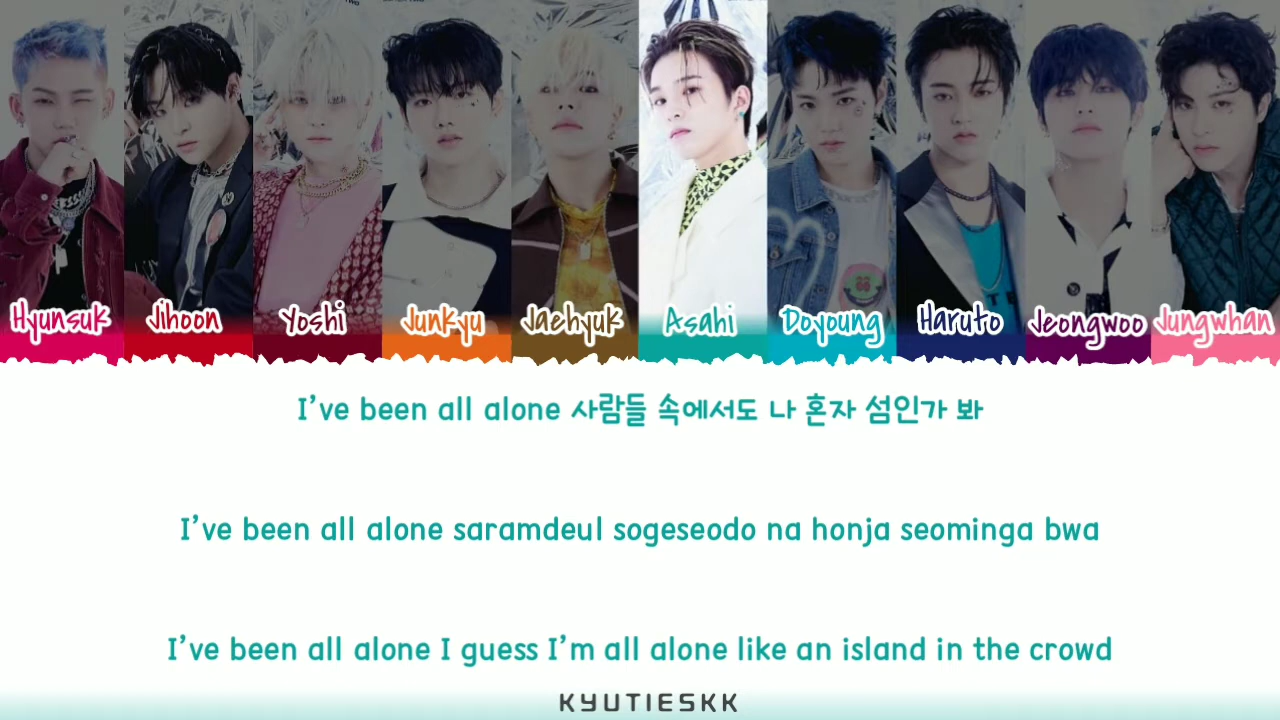 Hyunsuk Jihoon Yoshi Junkyu Jaehyuk Asahi Doyoung Haruto Jeongwoo Jungwhan
I've been all alone 사람들 속에서도 나 혼자 섬인가 봐
I've been all alone saramdeul sogeseodo na honja seominga bwa
I've been all alone I guess I'm all alone like an island in the crowd
KYUTIESKK